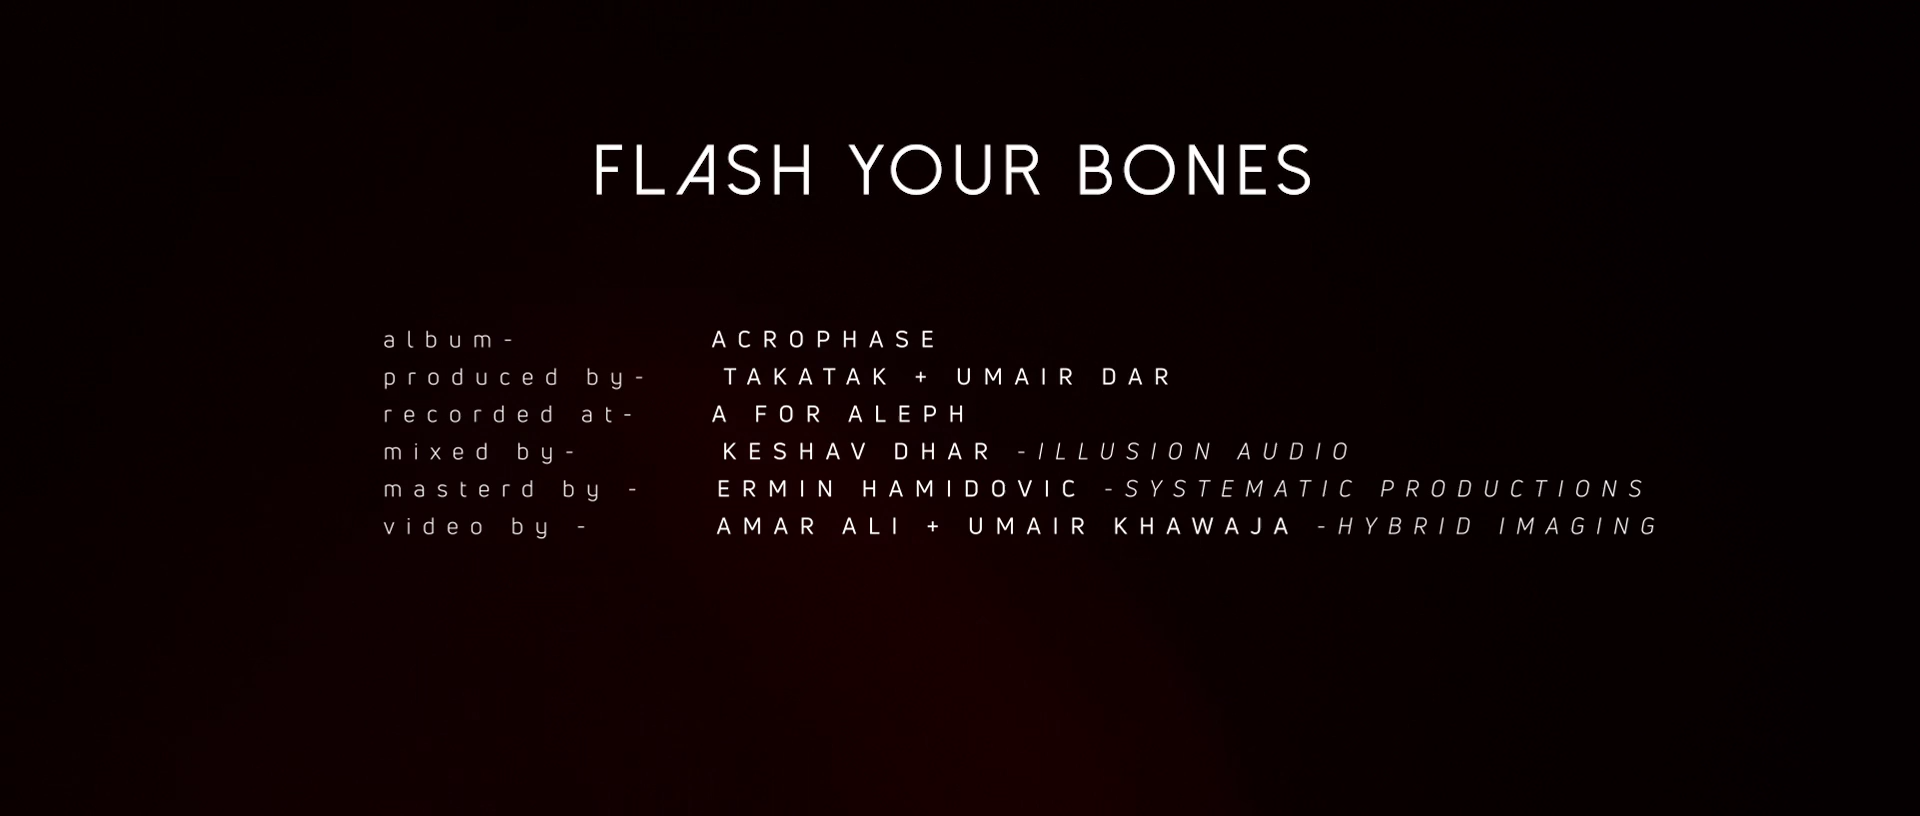 FLASH YOUR BONES
album- ACROPHASE
produced by- TAKATAK + UMAIR DAR
recorded at- A FOR ALEPH
mixed by- KESHAV DHAR -ILLUSION AUDIO
masterd by - ERMIN HAMIDOVIC -SYSTEMATIC PRODUCTIONS
video by - AMAR ALI + UMAIR KHAWAJA -HYBRID IMAGING